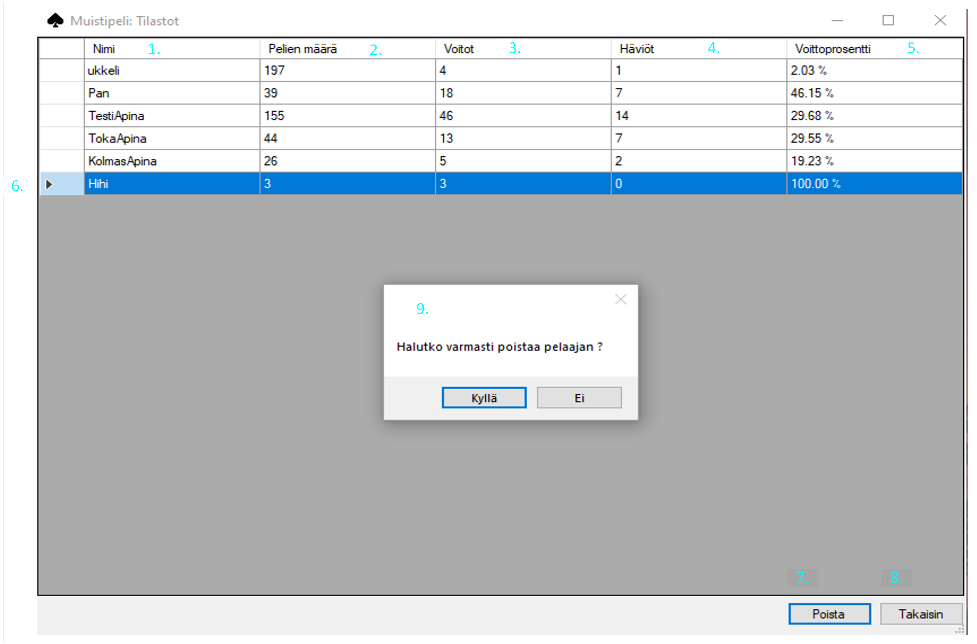 Muistipeli: Tilastot
Nimi 1. Pelien määrä 2. Voitot 3. Häviöt 4. Voittoprosentti 5.
ukkeli 197 4 1 2.03 %
Pan 39 18 7 46.15 %
TestiApina 155 46 14 29.68 %
TokaApina 44 13 7 29.55 %
KolmasApina 26 5 2 19.23 %
6. Hihi 3 3 0 100.00 %
9.
Halutko varmasti poistaa pelaajan ?
Kyllä Ei
7. 8.
Poista Takaisin